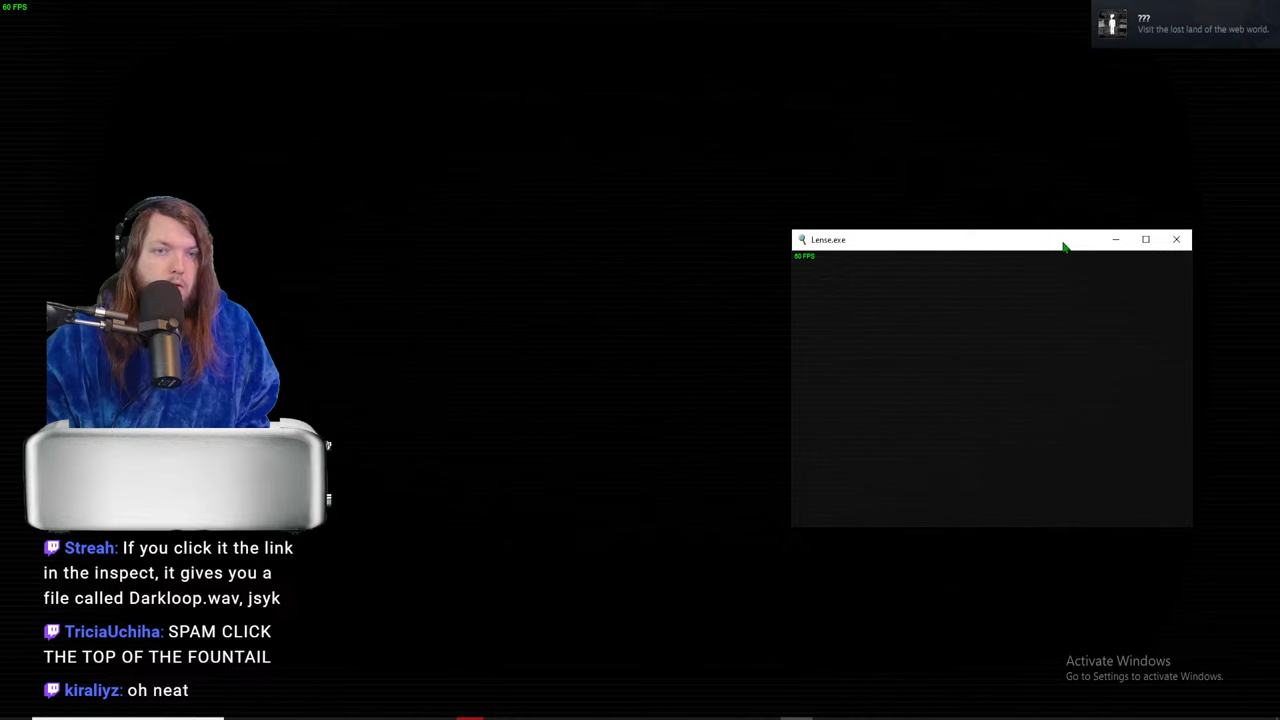 60 FPS
???
Visit the lost land of the web world.
Lense.exe
60 FPS
Streah: If you click it the link
in the inspect, it gives you a
file called Darkloop.wav, jsyk
TriciaUchiha: SPAM CLICK
THE TOP OF THE FOUNTAIL
kiraliyz: oh neat
Activate Windows
Go to Settings to activate Windows.